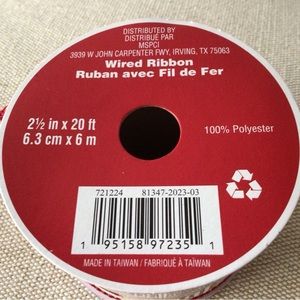 DISTRIBUTED BY
DISTRIBUÉ PAR
MSPCI
3939 W JOHN CARPENTER FWY, IRVING, TX 75063
Wired Ribbon
Ruban avec Fil de Fer
2½ in x 20 ft
6.3 cm x 6 m
100% Polyester
721224 81347-2023-03
1 95158 97235 1
MADE IN TAIWAN / FABRIQUÉ À TAIWAN